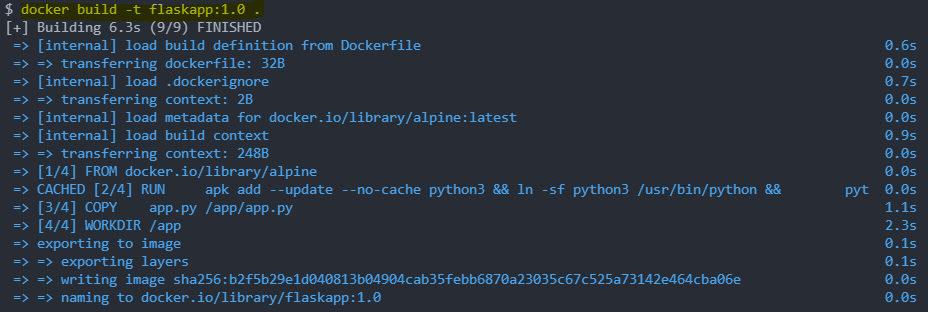 $ docker build -t flaskapp:1.0 .
[+] Building 6.3s (9/9) FINISHED
=> [internal] load build definition from Dockerfile 0.6s
=> => transferring dockerfile: 32B 0.0s
=> [internal] load .dockerignore 0.7s
=> => transferring context: 2B 0.0s
=> [internal] load metadata for docker.io/library/alpine:latest 0.0s
=> [internal] load build context 0.9s
=> => transferring context: 248B 0.0s
=> [1/4] FROM docker.io/library/alpine 0.0s
=> CACHED [2/4] RUN     apk add --update --no-cache python3 && ln -sf python3 /usr/bin/python &&        pyt 0.0s
=> [3/4] COPY    app.py /app/app.py 1.1s
=> [4/4] WORKDIR /app 2.3s
=> exporting to image 0.1s
=> => exporting layers 0.1s
=> => writing image sha256:b2f5b29e1d040813b04904cab35febb6870a23035c67c525a73142e464cba06e 0.0s
=> => naming to docker.io/library/flaskapp:1.0 0.0s